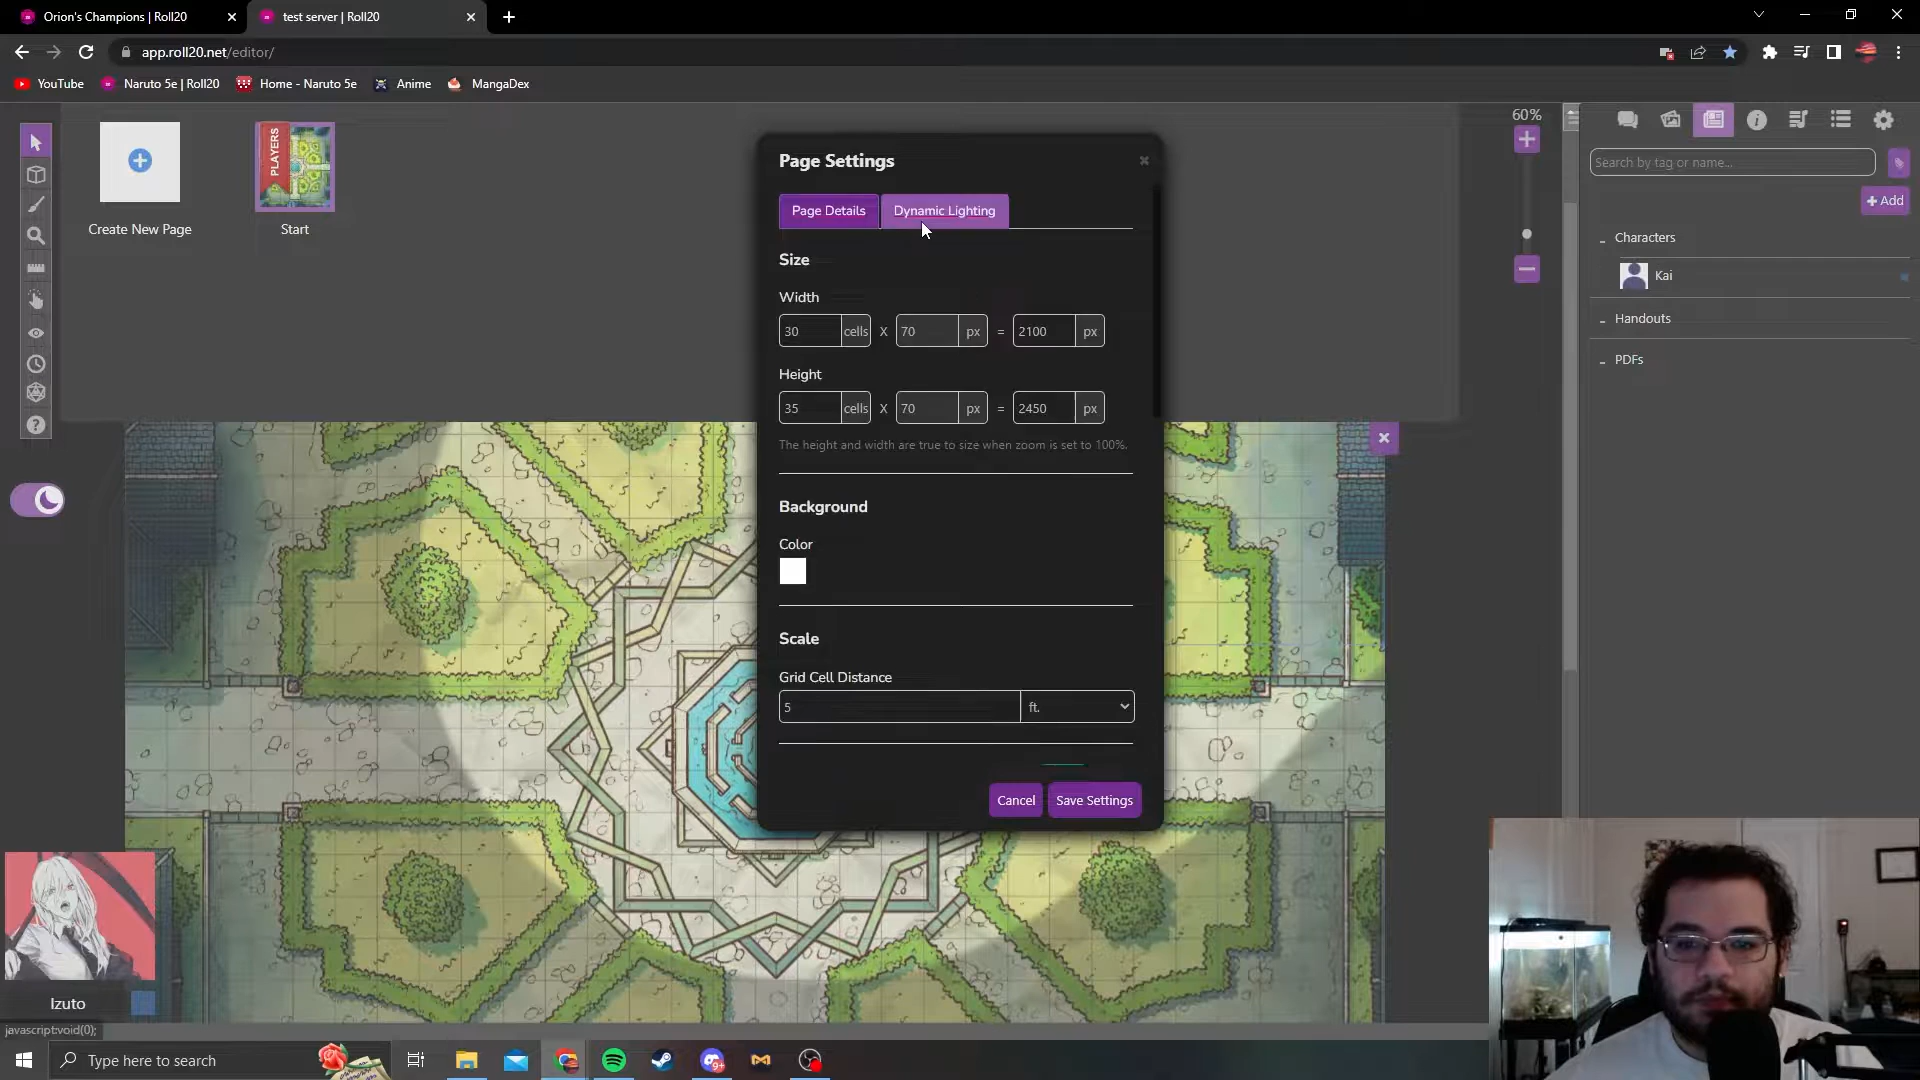 Orion's Champions | Roll20
test server | Roll20
app.roll20.net/editor/
YouTube
Naruto 5e | Roll20
Home - Naruto 5e
Anime
MangaDex
PLAYERS
Create New Page
Start
60%
Search by tag or name...
+ Add
Characters
Kai
Handouts
PDFs
Page Settings
Page Details
Dynamic Lighting
Size
Width
30 cells X 70 px = 2100 px
Height
35 cells X 70 px = 2450 px
The height and width are true to size when zoom is set to 100%.
Background
Color
Scale
Grid Cell Distance
5 ft.
Cancel
Save Settings
Izuto
javascript:void(0);
Type here to search
9+